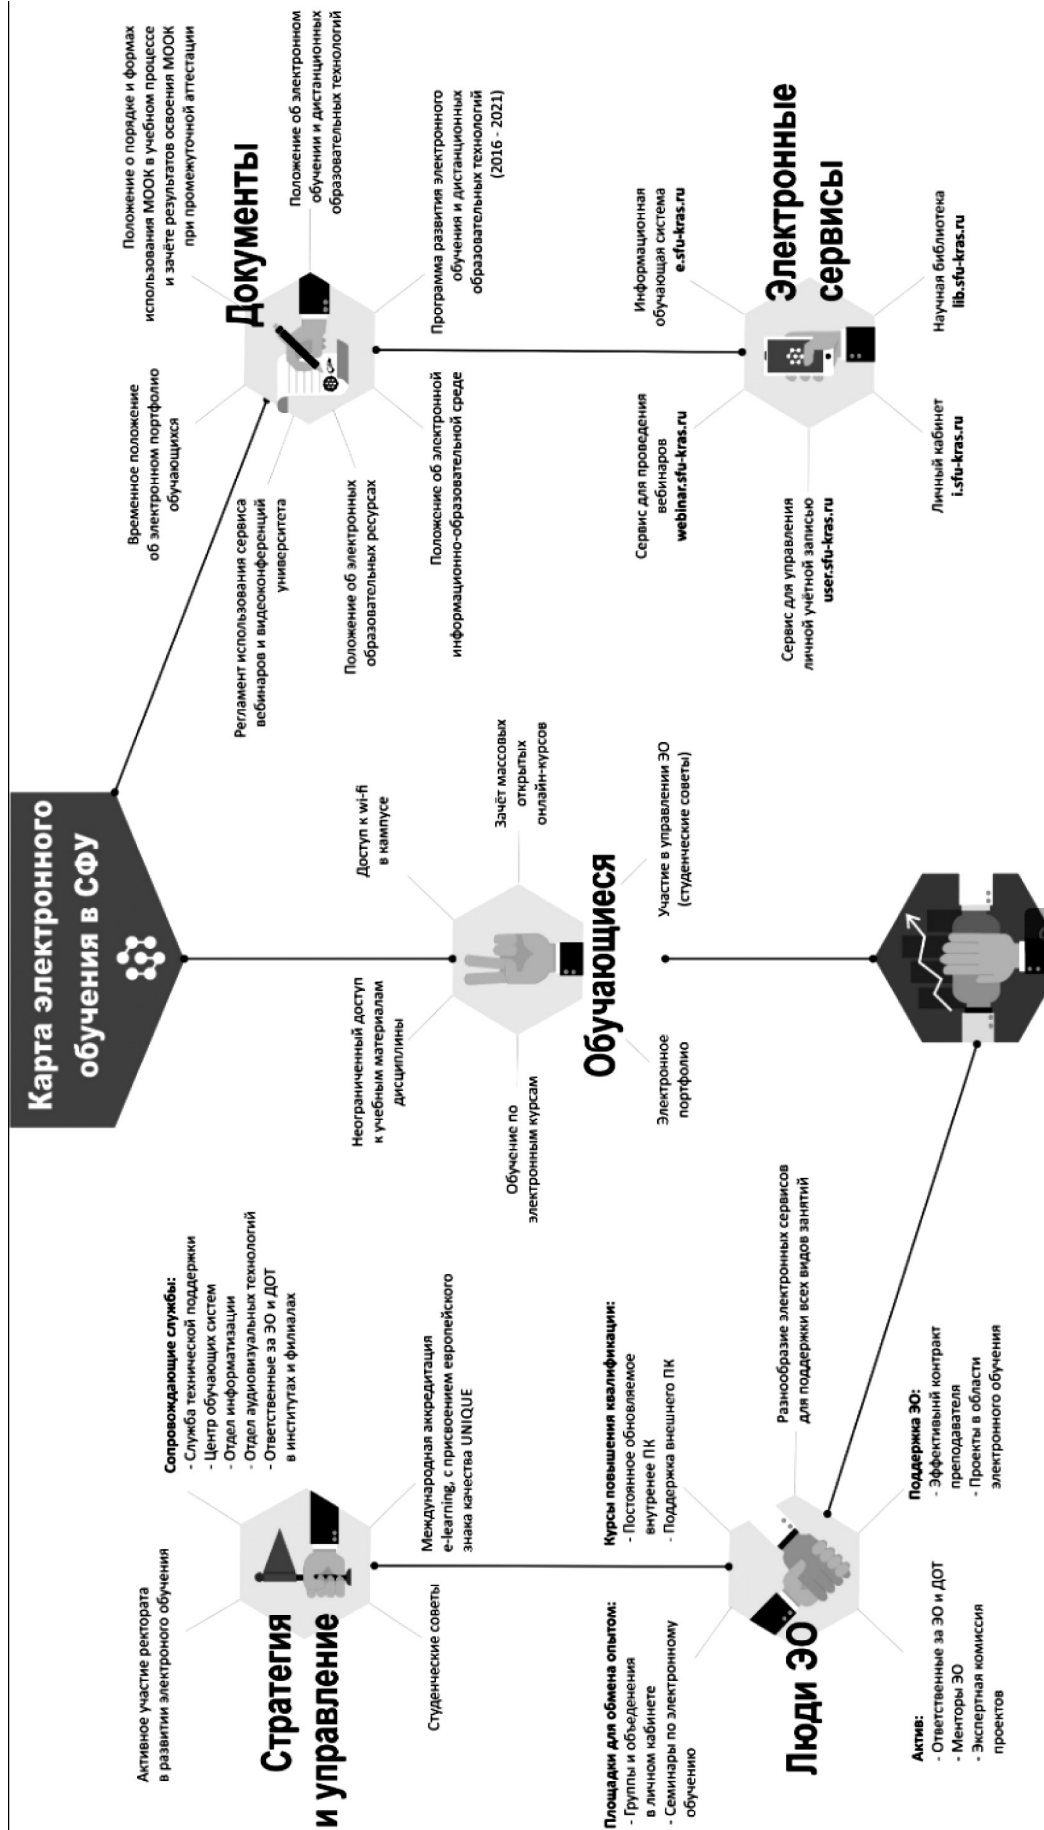 Карта электронного
обучения в СФУ
Стратегия
и управление
Активное участие ректората
в развитии электроного обучения
Сопровождающие службы:
- Служба технической поддержки
- Центр обучающих систем
- Отдел информатизации
- Отдел аудиовизуальных технологий
- Ответственные за ЭО и ДОТ
в институтах и филиалах
Студенческие советы
Международная аккредитация
e-learning, с присвоением европейского
знака качества UNIQUE
Обучающиеся
Неограниченный доступ
к учебным материалам
дисциплины
Доступ к wi-fi
в кампусе
Обучение по
электронным курсам
Зачёт массовых
открытых
онлайн-курсов
Электронное
портфолио
Участие в управлении ЭО
(студенческие советы)
Документы
Временное положение
об электронном портфолио
обучающихся
Положение о порядке и формах
использования МООК в учебном процессе
и зачёте результатов освоения МООК
при промежуточной аттестации
Регламент использования сервиса
вебинаров и видеоконференций
университета
Положение об электронном
обучении и дистанционных
образовательных технологий
Положение об электронных
образовательных ресурсах
Положение об электронной
информационно-образовательной среде
Программа развития электронного
обучения и дистанционных
образовательных технологий
(2016 - 2021)
Люди ЭО
Площадки для обмена опытом:
- Группы и объеденения
в личном кабинете
- Семинары по электронному
обучению
Курсы повышения квалификации:
- Постоянное обновляемое
внутренее ПК
- Поддержка внешнего ПК
Разнообразие электронных сервисов
для поддержки всех видов занятий
Актив:
- Ответственные за ЭО и ДОТ
- Менторы ЭО
- Экспертная комиссия
проектов
Поддержка ЭО:
- Эффективынй контракт
преподавателя
- Проекты в области
электронного обучения
Электронные
сервисы
Сервис для проведения
вебинаров
webinar.sfu-kras.ru
Информационная
обучающая система
e.sfu-kras.ru
Сервис для управления
личной учётной записью
user.sfu-kras.ru
Личный кабинет
i.sfu-kras.ru
Научная библиотека
lib.sfu-kras.ru